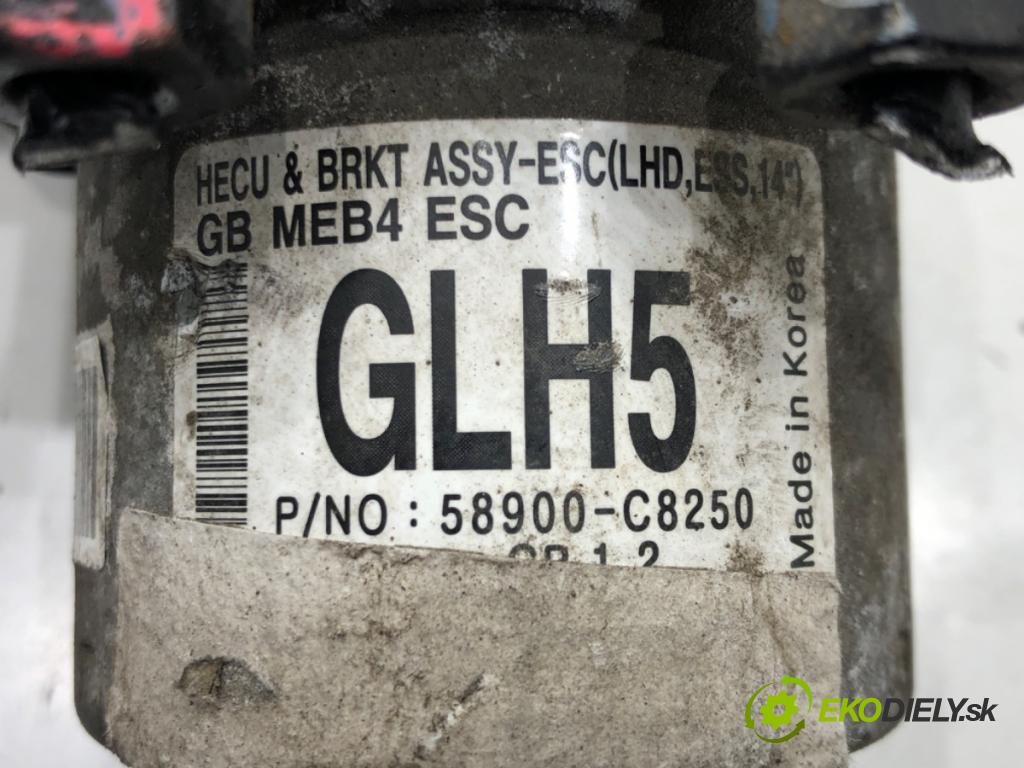 HECU & BRKT ASSY-ESC(LHD,ESS,14")
GB MEB4 ESC
GLH5
P/NO : 58900-C8250
Made in Korea
EKODIELY.sk